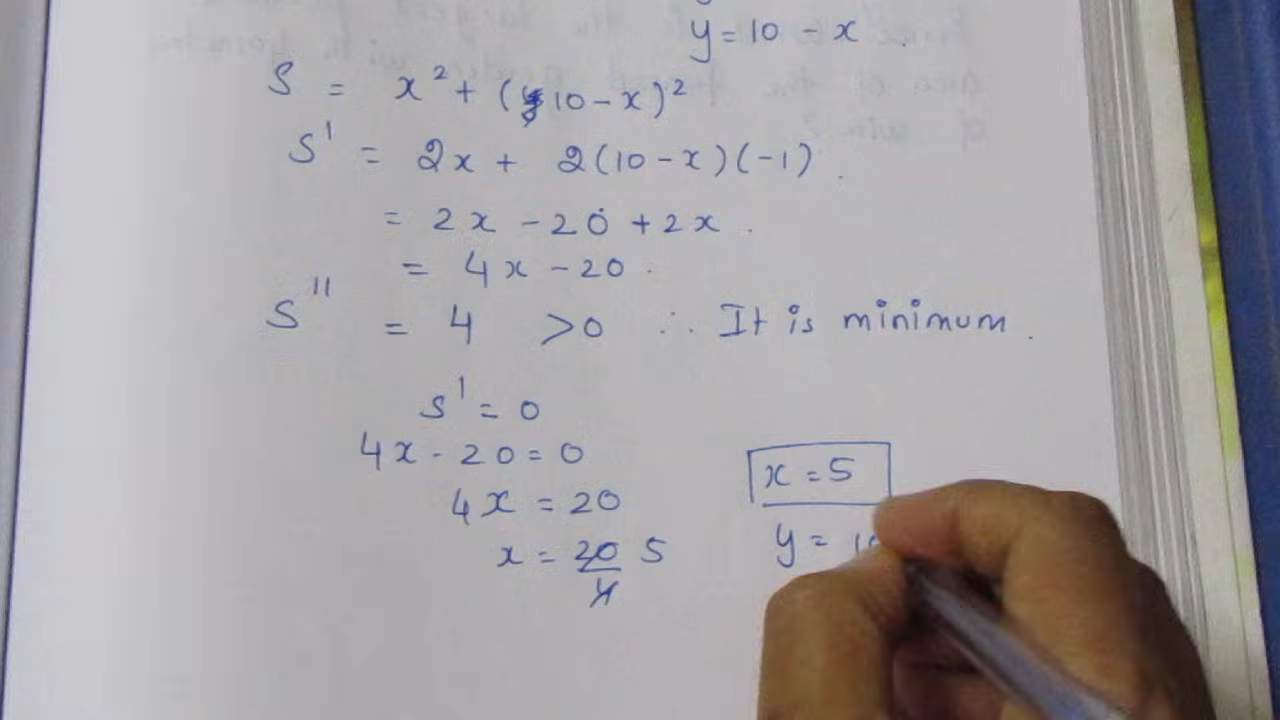 y = 10 - x .
S = x² + (10 - x)²
S' = 2x + 2(10 - x)(-1) .
= 2x - 20 + 2x .
= 4x - 20 .
S'' = 4 >0 ∴ It is minimum .
s' = 0
4x - 20 = 0
x = 5
4x = 20
y = 10
x = 20/4 5